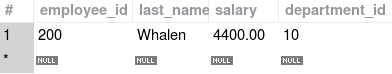 # employee_id last_name salary department_id
1 200 Whalen 4400.00 10
* NULL NULL NULL NULL